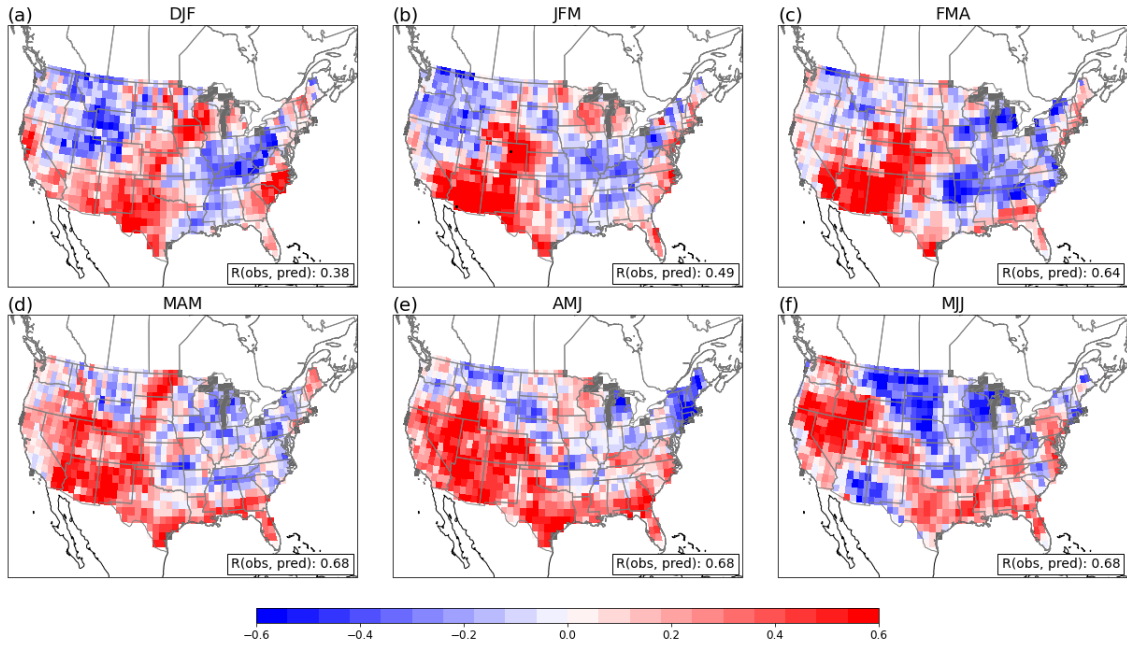 (a) DJF
(b) JFM
(c) FMA
R(obs, pred): 0.38
R(obs, pred): 0.49
R(obs, pred): 0.64
(d) MAM
(e) AMJ
(f) MJJ
R(obs, pred): 0.68
R(obs, pred): 0.68
R(obs, pred): 0.68
−0.6 −0.4 −0.2 0.0 0.2 0.4 0.6